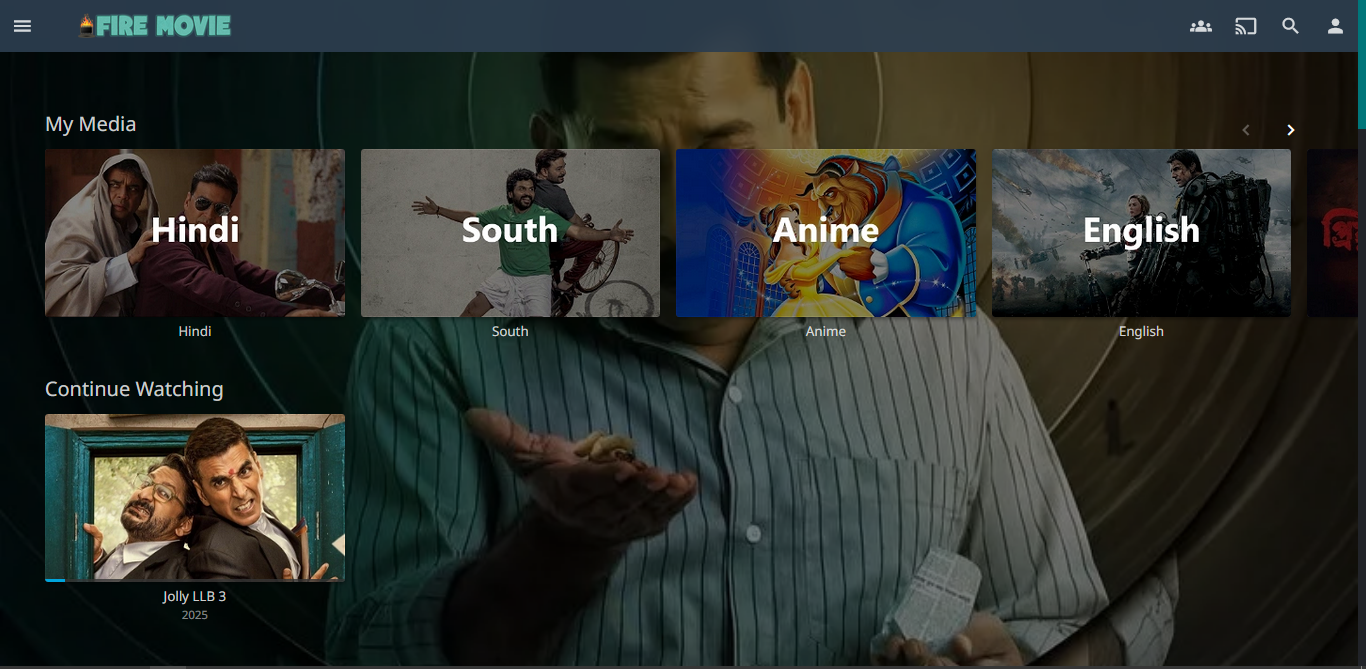 FIRE MOVIE
My Media
Hindi
South
Anime
English
Hindi
South
Anime
English
Continue Watching
Jolly LLB 3
2025